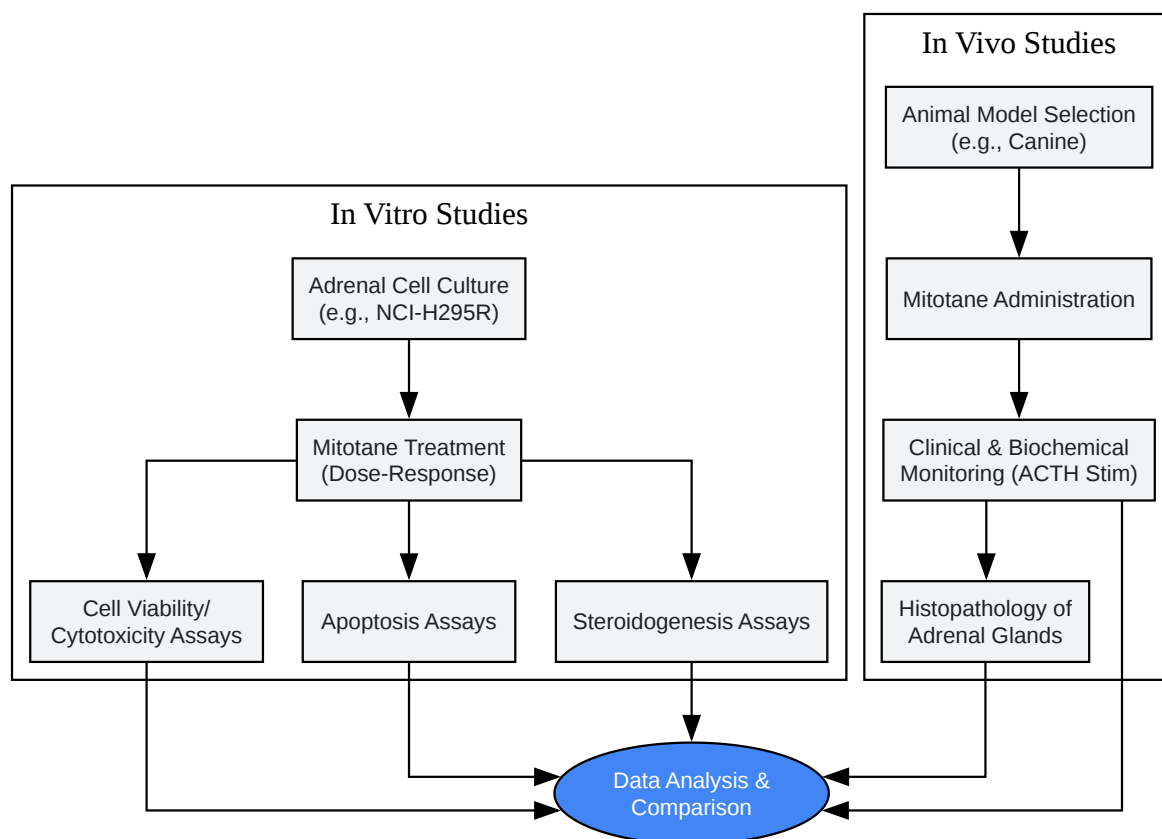 In Vitro Studies
Adrenal Cell Culture
(e.g., NCI-H295R)
Mitotane Treatment
(Dose-Response)
Cell Viability/
Cytotoxicity Assays
Apoptosis Assays
Steroidogenesis Assays
In Vivo Studies
Animal Model Selection
(e.g., Canine)
Mitotane Administration
Clinical & Biochemical
Monitoring (ACTH Stim)
Histopathology of
Adrenal Glands
Data Analysis &
Comparison